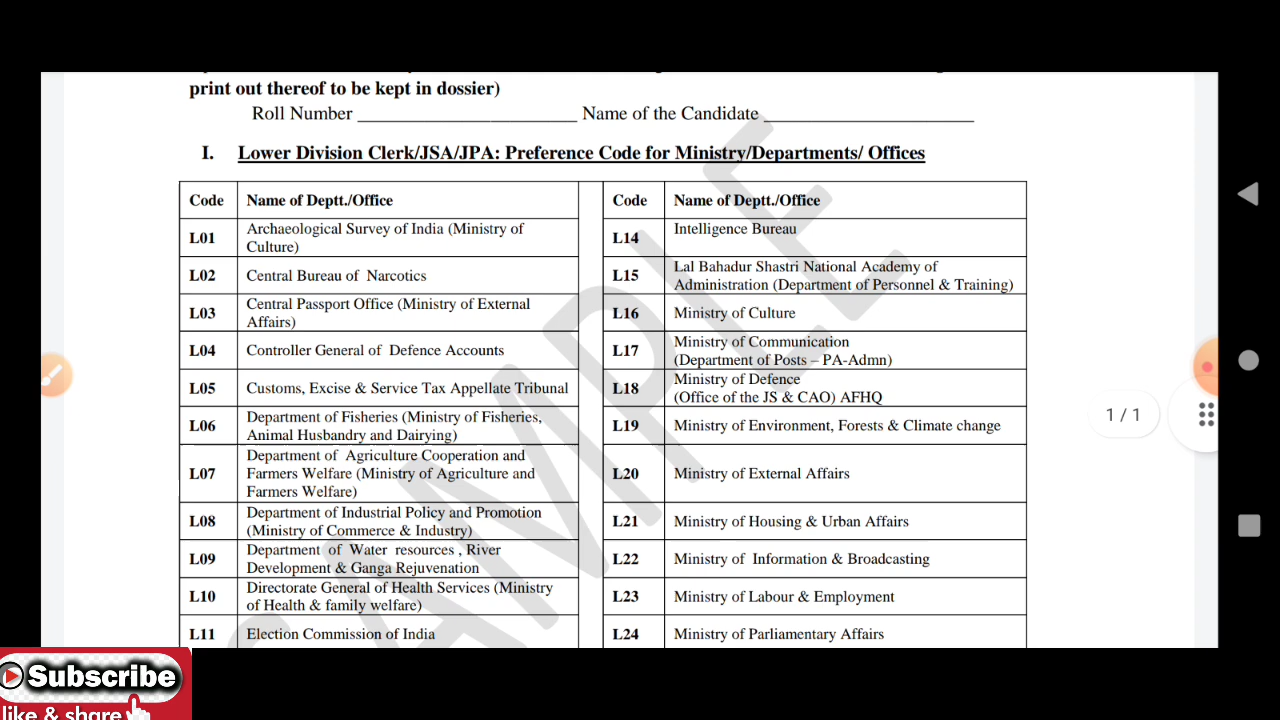 print out thereof to be kept in dossier)
Roll Number ______________________ Name of the Candidate _____________________
I. Lower Division Clerk/JSA/JPA: Preference Code for Ministry/Departments/ Offices
Code Name of Deptt./Office Code Name of Deptt./Office
L01 Archaeological Survey of India (Ministry of
Culture)
L14 Intelligence Bureau
L02 Central Bureau of Narcotics
L15 Lal Bahadur Shastri National Academy of
Administration (Department of Personnel & Training)
L03 Central Passport Office (Ministry of External
Affairs)
L16 Ministry of Culture
L04 Controller General of Defence Accounts
L17 Ministry of Communication
(Department of Posts – PA-Admn)
L05 Customs, Excise & Service Tax Appellate Tribunal
L18 Ministry of Defence
(Office of the JS & CAO) AFHQ
L06 Department of Fisheries (Ministry of Fisheries,
Animal Husbandry and Dairying)
L19 Ministry of Environment, Forests & Climate change
L07 Department of Agriculture Cooperation and
Farmers Welfare (Ministry of Agriculture and
Farmers Welfare)
L20 Ministry of External Affairs
L08 Department of Industrial Policy and Promotion
(Ministry of Commerce & Industry)
L21 Ministry of Housing & Urban Affairs
L09 Department of Water resources , River
Development & Ganga Rejuvenation
L22 Ministry of Information & Broadcasting
L10 Directorate General of Health Services (Ministry
of Health & family welfare)
L23 Ministry of Labour & Employment
L11 Election Commission of India
L24 Ministry of Parliamentary Affairs
SAMPLE
1 / 1
Subscribe
like & share